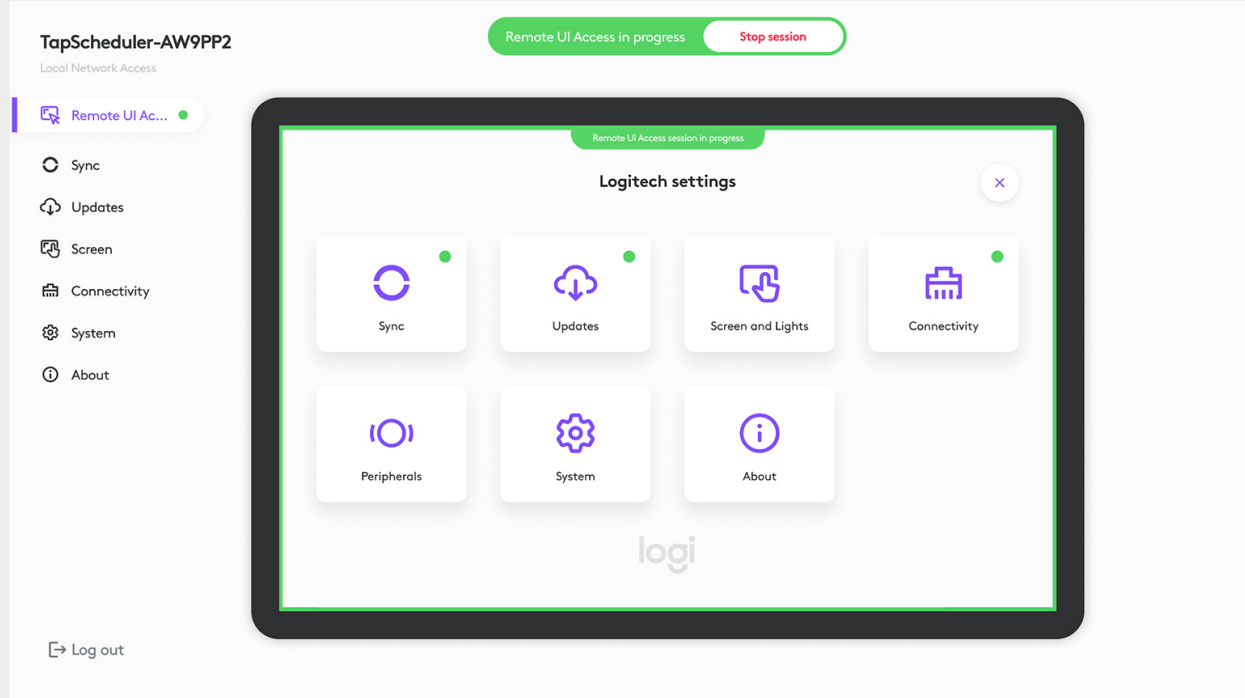 TapScheduler-AW9PP2
Local Network Access
Remote UI Access in progress
Stop session
Remote UI Ac...
Sync
Updates
Screen
Connectivity
System
About
Log out
Remote UI Access session in progress
Logitech settings
Sync
Updates
Screen and Lights
Connectivity
Peripherals
System
About
logi